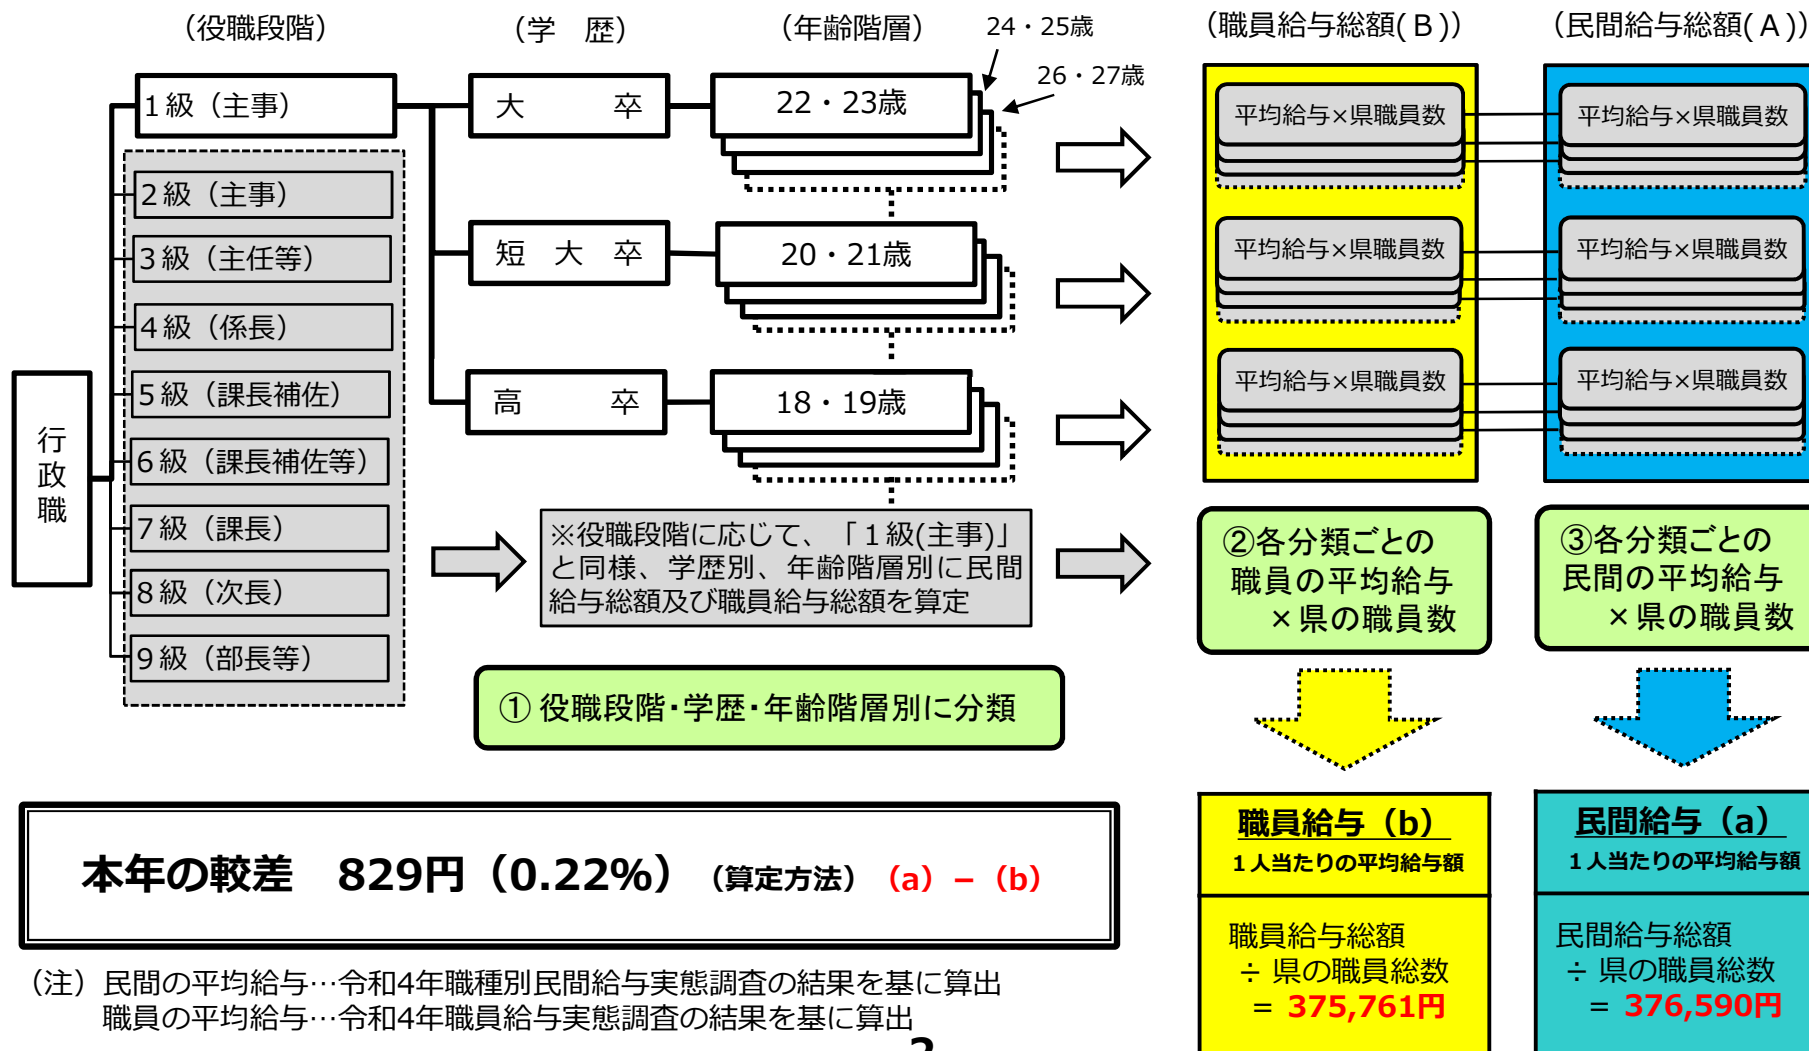 （役職段階）
（学　歴）
（年齢階層）
24・25歳
26・27歳
（職員給与総額(Ｂ)）
（民間給与総額(Ａ)）
行政職
１級（主事）
２級（主事）
３級（主任等）
４級（係長）
５級（課長補佐）
６級（課長補佐等）
７級（課長）
８級（次長）
９級（部長等）
大　　　卒
短　大　卒
高　　　卒
22・23歳
20・21歳
18・19歳
平均給与×県職員数
平均給与×県職員数
平均給与×県職員数
平均給与×県職員数
平均給与×県職員数
平均給与×県職員数
※役職段階に応じて、「１級(主事)」
と同様、学歴別、年齢階層別に民間
給与総額及び職員給与総額を算定
① 役職段階･学歴･年齢階層別に分類
②各分類ごとの
職員の平均給与
×県の職員数
③各分類ごとの
民間の平均給与
×県の職員数
本年の較差　829円（0.22%）（算定方法）（a）－（b）
職員給与（b）
１人当たりの平均給与額
職員給与総額
÷ 県の職員総数
= 375,761円
民間給与（a）
１人当たりの平均給与額
民間給与総額
÷ 県の職員総数
= 376,590円
（注）民間の平均給与…令和4年職種別民間給与実態調査の結果を基に算出
職員の平均給与…令和4年職員給与実態調査の結果を基に算出